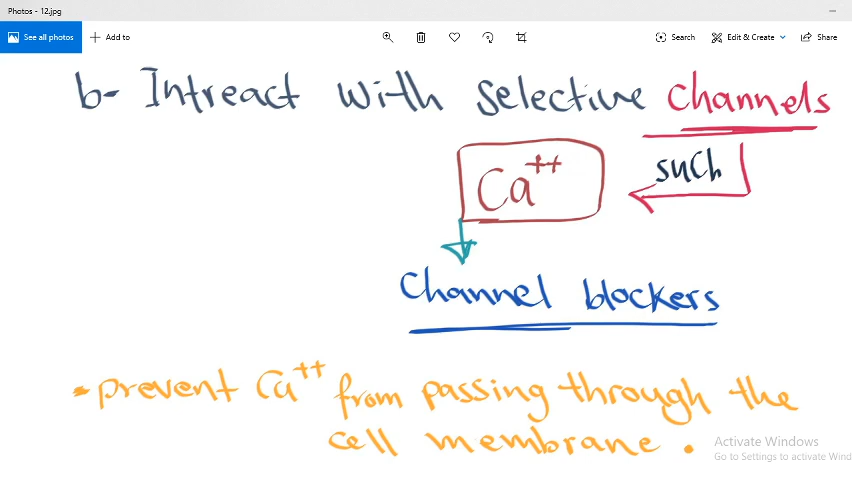 Photos - 12.jpg
See all photos
Add to
Search
Edit & Create
Share
b- Intreact with selective channels
such
Ca++
Channel blockers
• prevent Ca++ from passing through the
cell membrane .
Activate Windows
Go to Settings to activate Wind